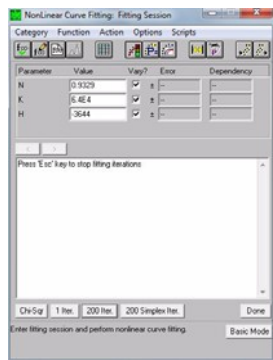 NonLinear Curve Fitting: Fitting Session
Category Function Action Options Scripts
Parameter Value Vary? Error Dependency
N 0.9329 ± --  --
K 6.4E4 ± -- --
H -3644 ± -- --
Press 'Esc' key to stop fitting iterations
Chi-Sqr 1 Iter. 200 Iter. 200 Simplex Iter. Done
Enter fitting session and perform nonlinear curve fitting. Basic Mode